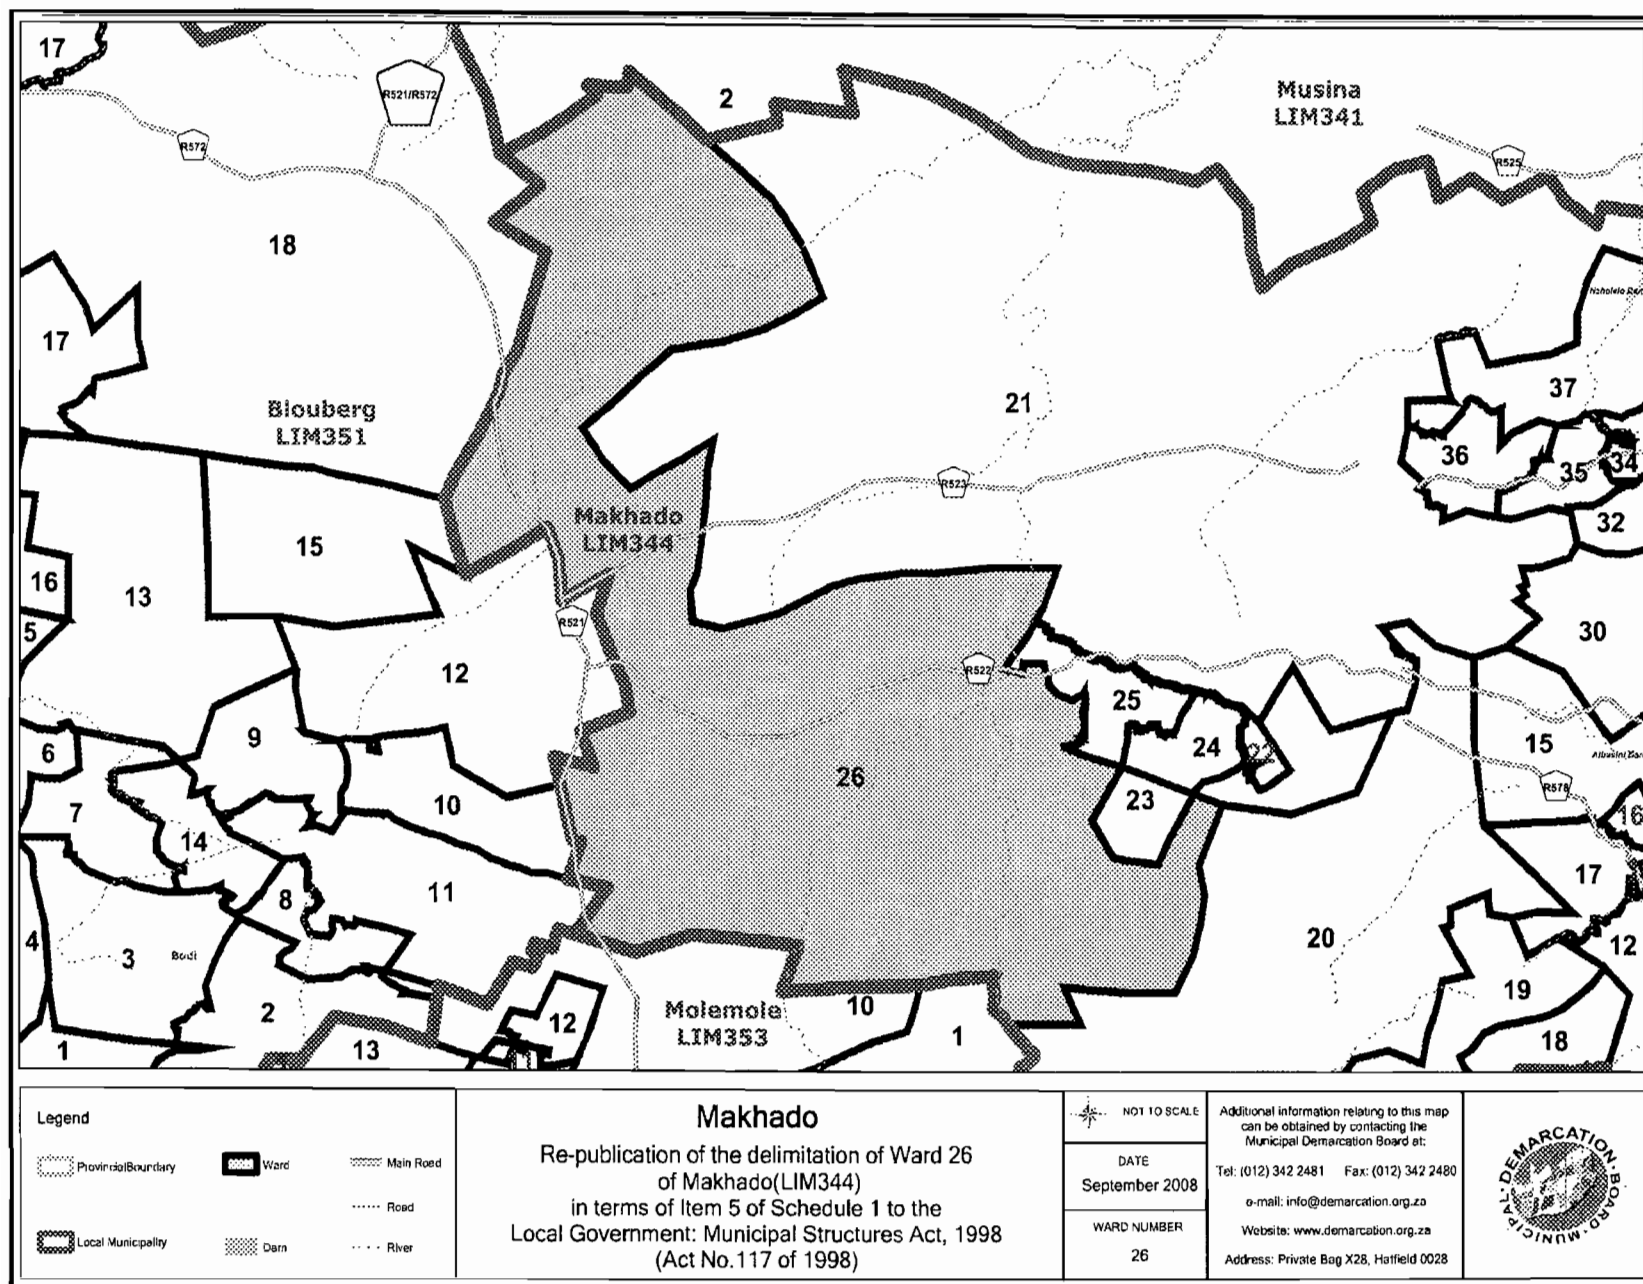 17
R521/R572
2
Musina
LIM341
R572
R525
18
17
21
37
Blouberg
LIM351
36
35
34
R523
Makhado
LIM344
32
15
16
13
5
R521
30
12
R522
25
9
6
24
22
15
26
10
23
R578
7
14
16
11
8
17
4
3
Budi
20
12
19
2
12
Molemole
LIM353
10
1
18
1
13
Legend
Provincial Boundary
Ward
Main Road
Road
Local Municipality
Dam
River
Makhado
Re-publication of the delimitation of Ward 26
of Makhado(LIM344)
in terms of Item 5 of Schedule 1 to the
Local Government: Municipal Structures Act, 1998
(Act No.117 of 1998)
NOT TO SCALE
DATE
September 2008
WARD NUMBER
26
Additional information relating to this map
can be obtained by contacting the
Municipal Demarcation Board at:
Tel: (012) 342 2481 Fax: (012) 342 2480
e-mail: info@demarcation.org.za
Website: www.demarcation.org.za
Address: Private Bag X28, Hatfield 0028
MUNICIPAL DEMARCATION BOARD